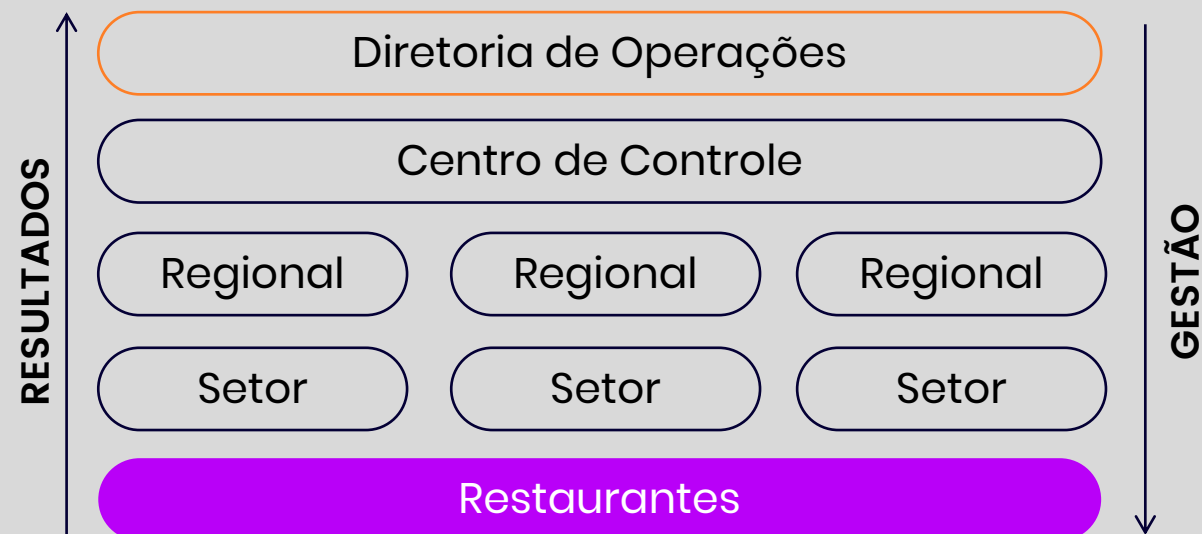 Diretoria de Operações
Centro de Controle
RESULTADOS
GESTÃO
Regional
Regional
Regional
Setor
Setor
Setor
Restaurantes